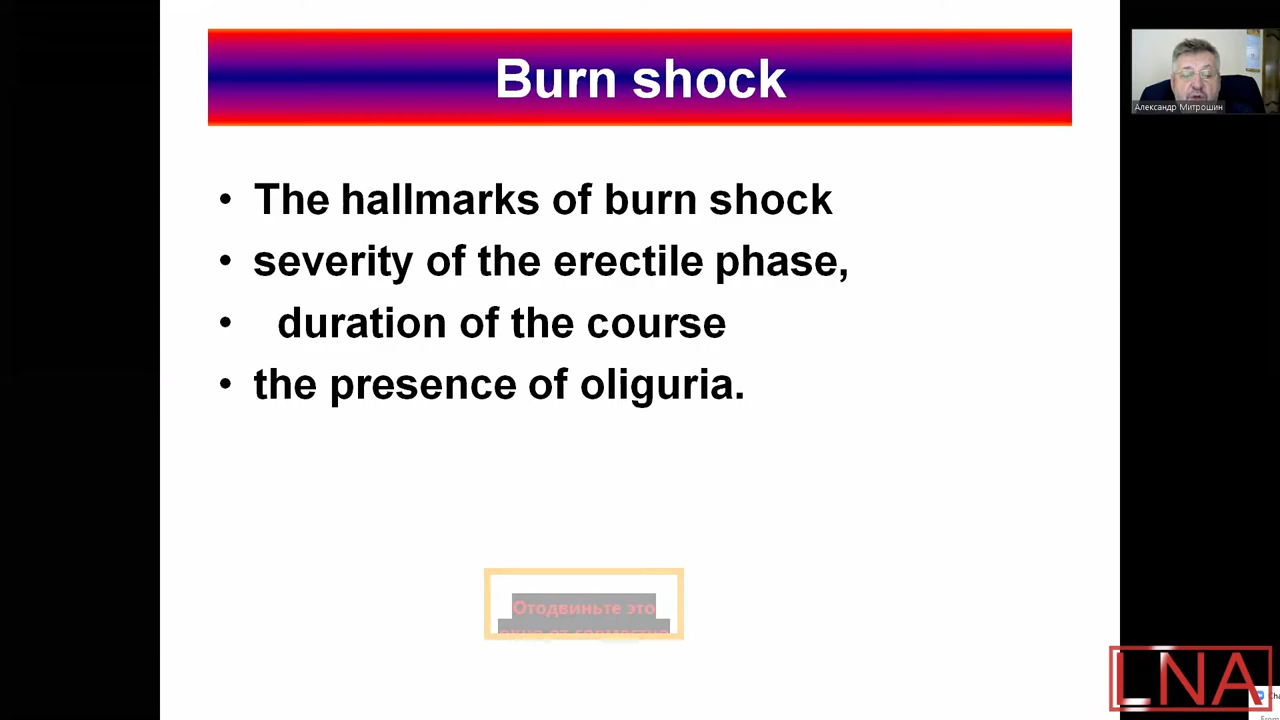 Burn shock
Александр Митрошин
• The hallmarks of burn shock
• severity of the erectile phase,
• duration of the course
• the presence of oliguria.
Отодвиньте это
LNA